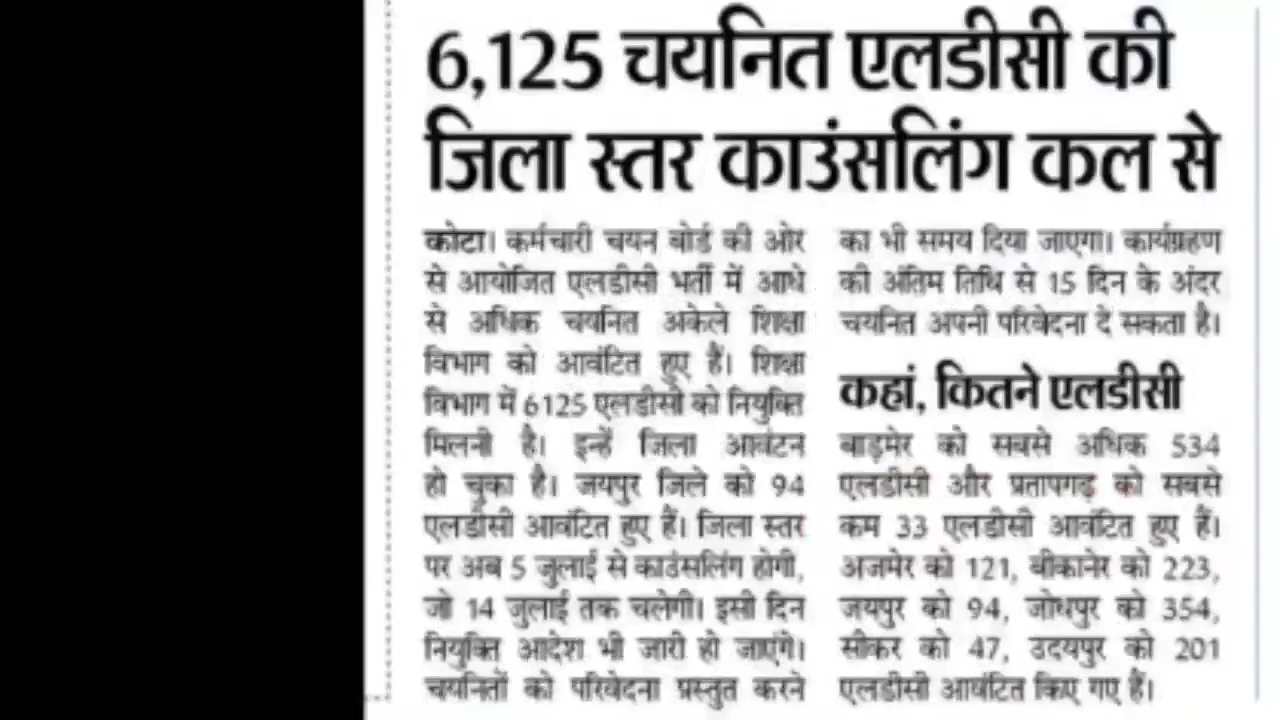 6,125 चयनित एलडीसी की
जिला स्तर काउंसलिंग कल से
कोटा। कर्मचारी चयन बोर्ड की ओर
से आयोजित एलडीसी भर्ती में आधे
से अधिक चयनित अकेले शिक्षा
विभाग को आवंटित हुए हैं। शिक्षा
विभाग में 6125 एलडीसी को नियुक्ति
मिलनी है। इन्हें जिला आवंटन
हो चुका है। जयपुर जिले को 94
एलडीसी आवंटित हुए हैं। जिला स्तर
पर अब 5 जुलाई से काउंसलिंग होगी,
जो 14 जुलाई तक चलेगी। इसी दिन
नियुक्ति आदेश भी जारी हो जाएंगे।
चयनितों को परिवेदना प्रस्तुत करने
का भी समय दिया जाएगा। कार्यग्रहण
की अंतिम तिथि से 15 दिन के अंदर
चयनित अपनी परिवेदना दे सकता है।
कहां, कितने एलडीसी
बाड़मेर को सबसे अधिक 534
एलडीसी और प्रतापगढ़ को सबसे
कम 33 एलडीसी आवंटित हुए हैं।
अजमेर को 121, बीकानेर को 223,
जयपुर को 94, जोधपुर को 354,
सीकर को 47, उदयपुर को 201
एलडीसी आवंटित किए गए हैं।